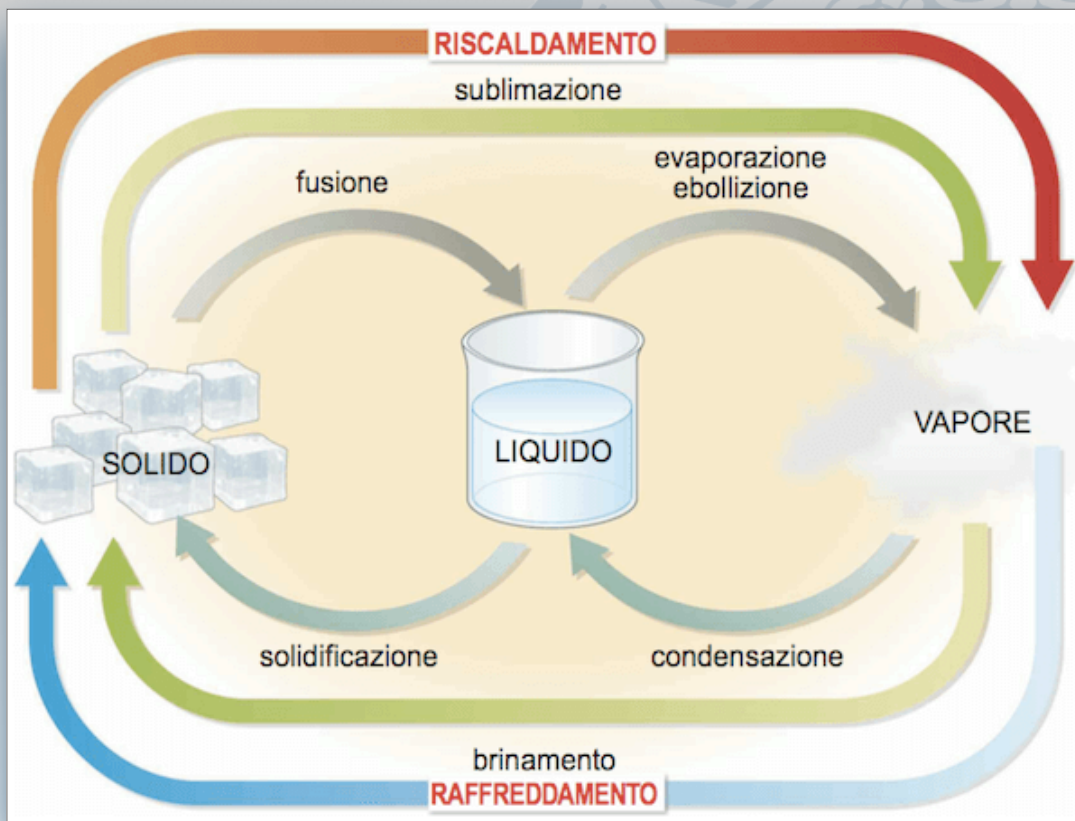 RISCALDAMENTO
sublimazione
fusione
evaporazione
ebollizione
SOLIDO
LIQUIDO
VAPORE
solidificazione
condensazione
brinamento
RAFFREDDAMENTO